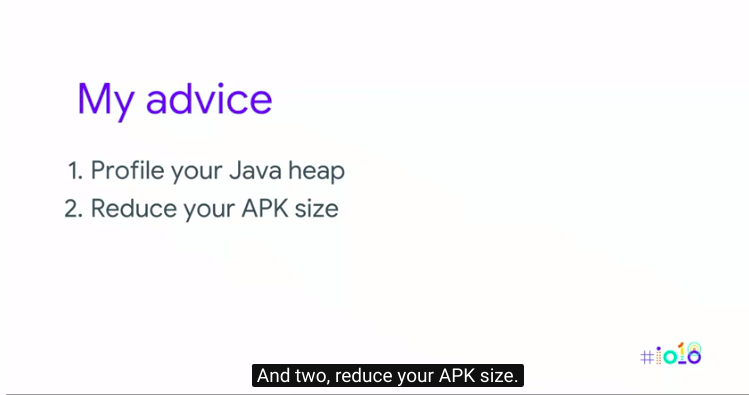 My advice
1. Profile your Java heap
2. Reduce your APK size
#io18
And two, reduce your APK size.